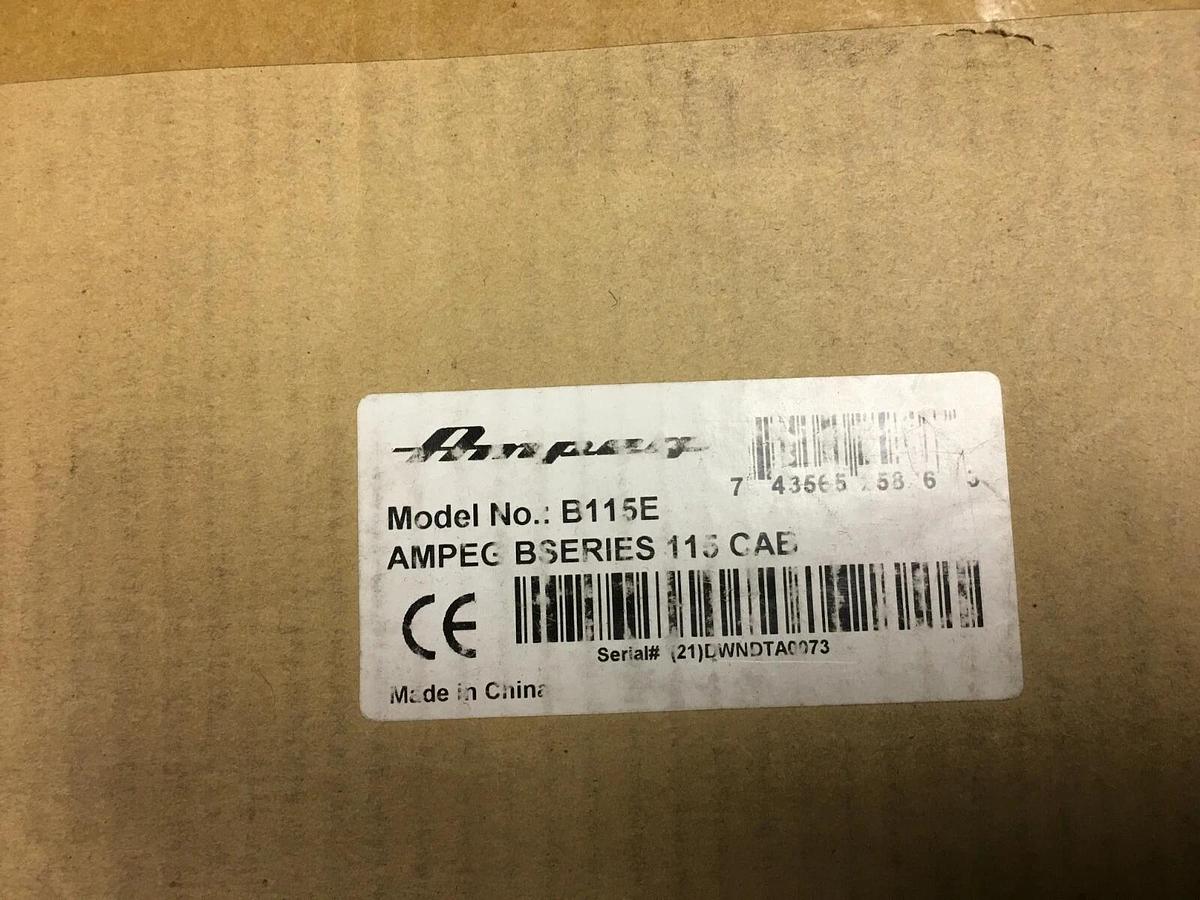 Ampeg
Model No.: B115E
AMPEG BSERIES 115 CAB
CE
Serial# (21)DWNDTA0073
Made in China